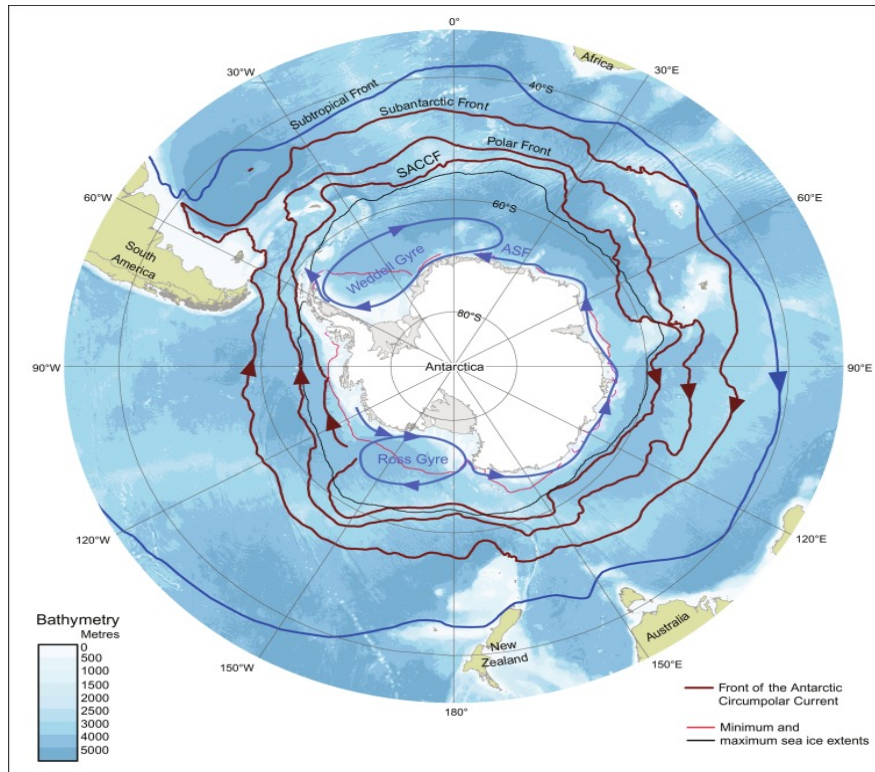 0°
Africa
30°W
30°E
40°S
Subtropical Front
Subantarctic Front
Polar Front
SACCF
60°W
60°E
60°S
South
America
Weddell Gyre
ASF
80°S
90°W
Antarctica
90°E
Ross Gyre
120°W
120°E
Bathymetry
Metres
0
500
1000
1500
2000
2500
3000
4000
5000
New
Zealand
Australia
150°W
150°E
180°
Front of the Antarctic
Circumpolar Current
Minimum and
maximum sea ice extents